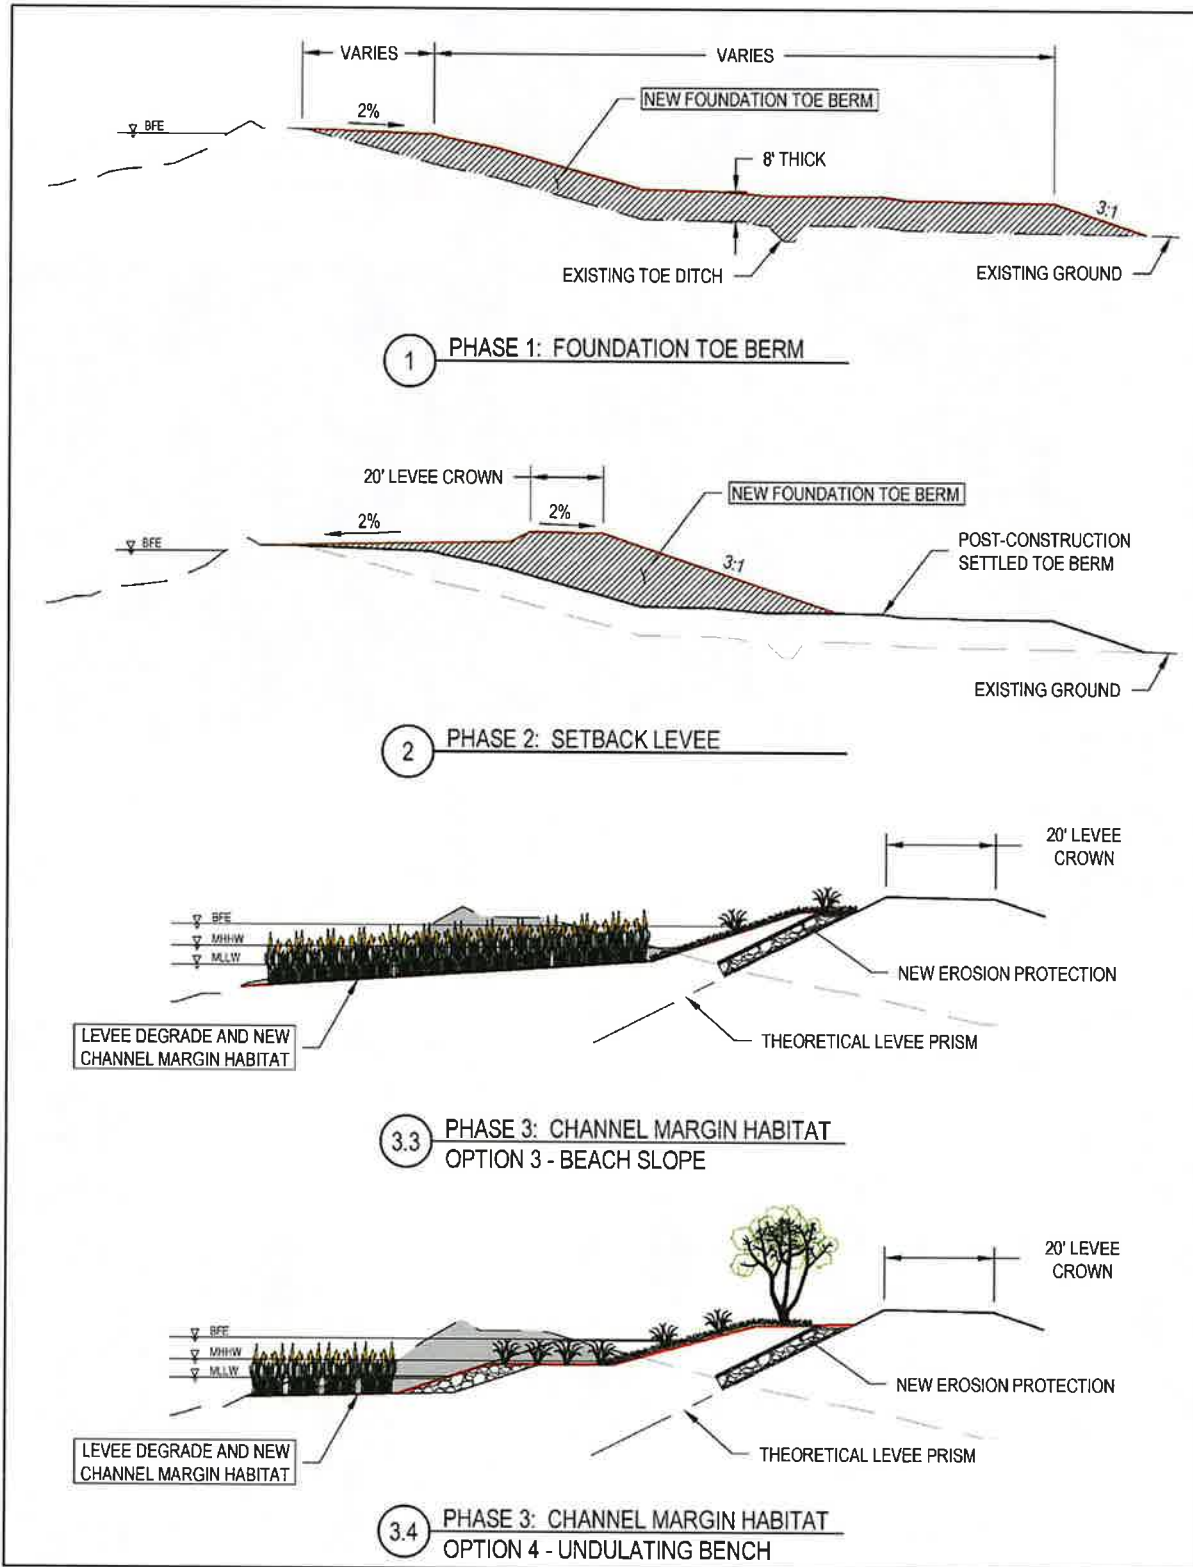 VARIES
VARIES
NEW FOUNDATION TOE BERM
2%
BFE
8' THICK
3:1
EXISTING TOE DITCH
EXISTING GROUND
1
PHASE 1: FOUNDATION TOE BERM
20' LEVEE CROWN
NEW FOUNDATION TOE BERM
2%
2%
BFE
3:1
POST-CONSTRUCTION
SETTLED TOE BERM
EXISTING GROUND
2
PHASE 2: SETBACK LEVEE
20' LEVEE
CROWN
BFE
MHHW
MLLW
NEW EROSION PROTECTION
LEVEE DEGRADE AND NEW
CHANNEL MARGIN HABITAT
THEORETICAL LEVEE PRISM
3.3
PHASE 3: CHANNEL MARGIN HABITAT
OPTION 3 - BEACH SLOPE
20' LEVEE
CROWN
BFE
MHHW
MLLW
NEW EROSION PROTECTION
LEVEE DEGRADE AND NEW
CHANNEL MARGIN HABITAT
THEORETICAL LEVEE PRISM
3.4
PHASE 3: CHANNEL MARGIN HABITAT
OPTION 4 - UNDULATING BENCH